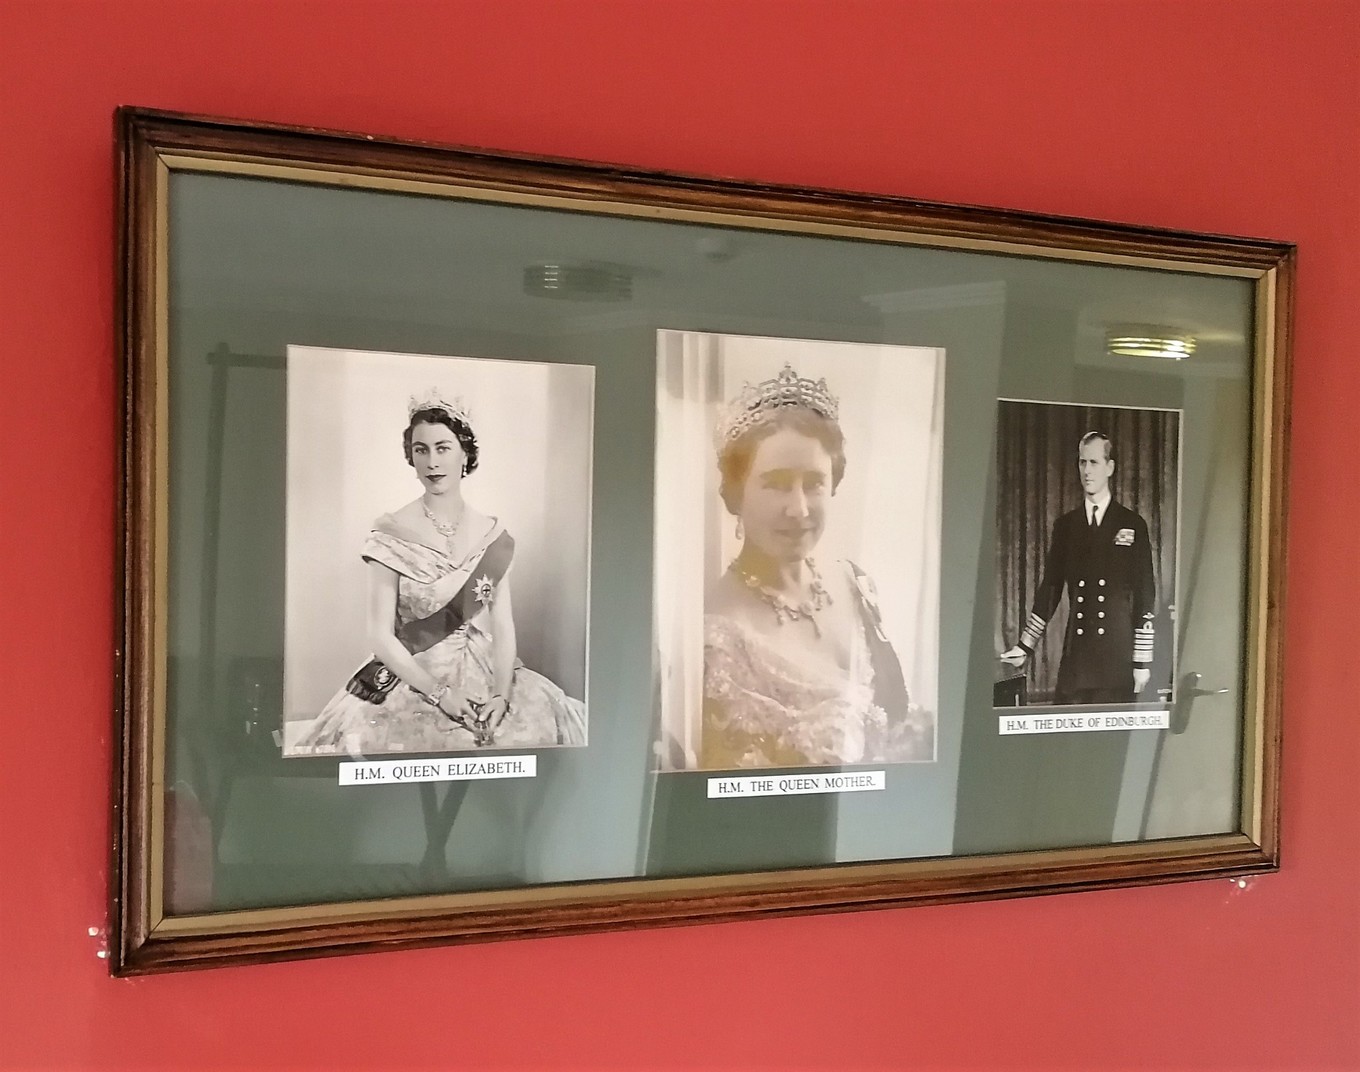 H.M. QUEEN ELIZABETH.
H.M. THE QUEEN MOTHER.
H.M. THE DUKE OF EDINBURGH.